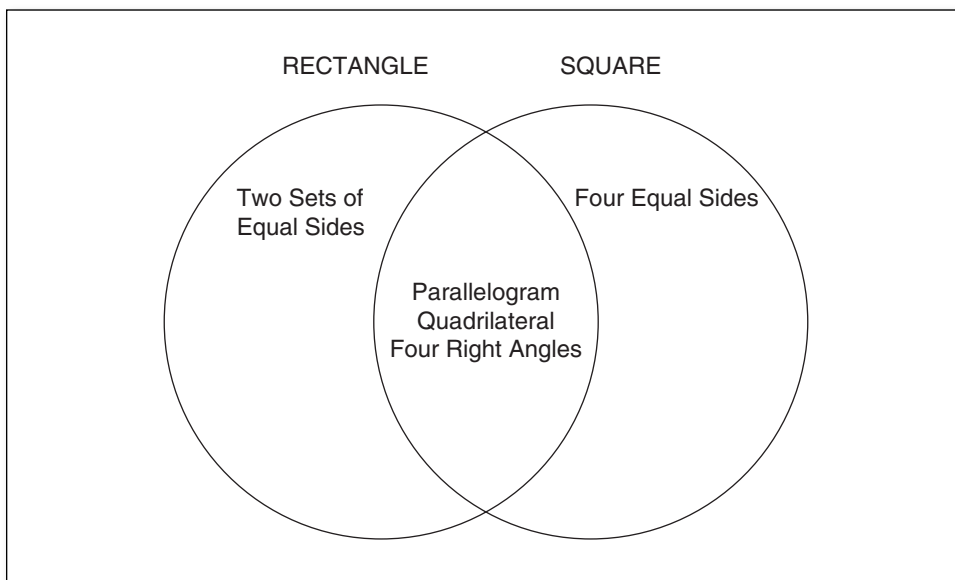 RECTANGLE
SQUARE
Two Sets of
Equal Sides
Four Equal Sides
Parallelogram
Quadrilateral
Four Right Angles